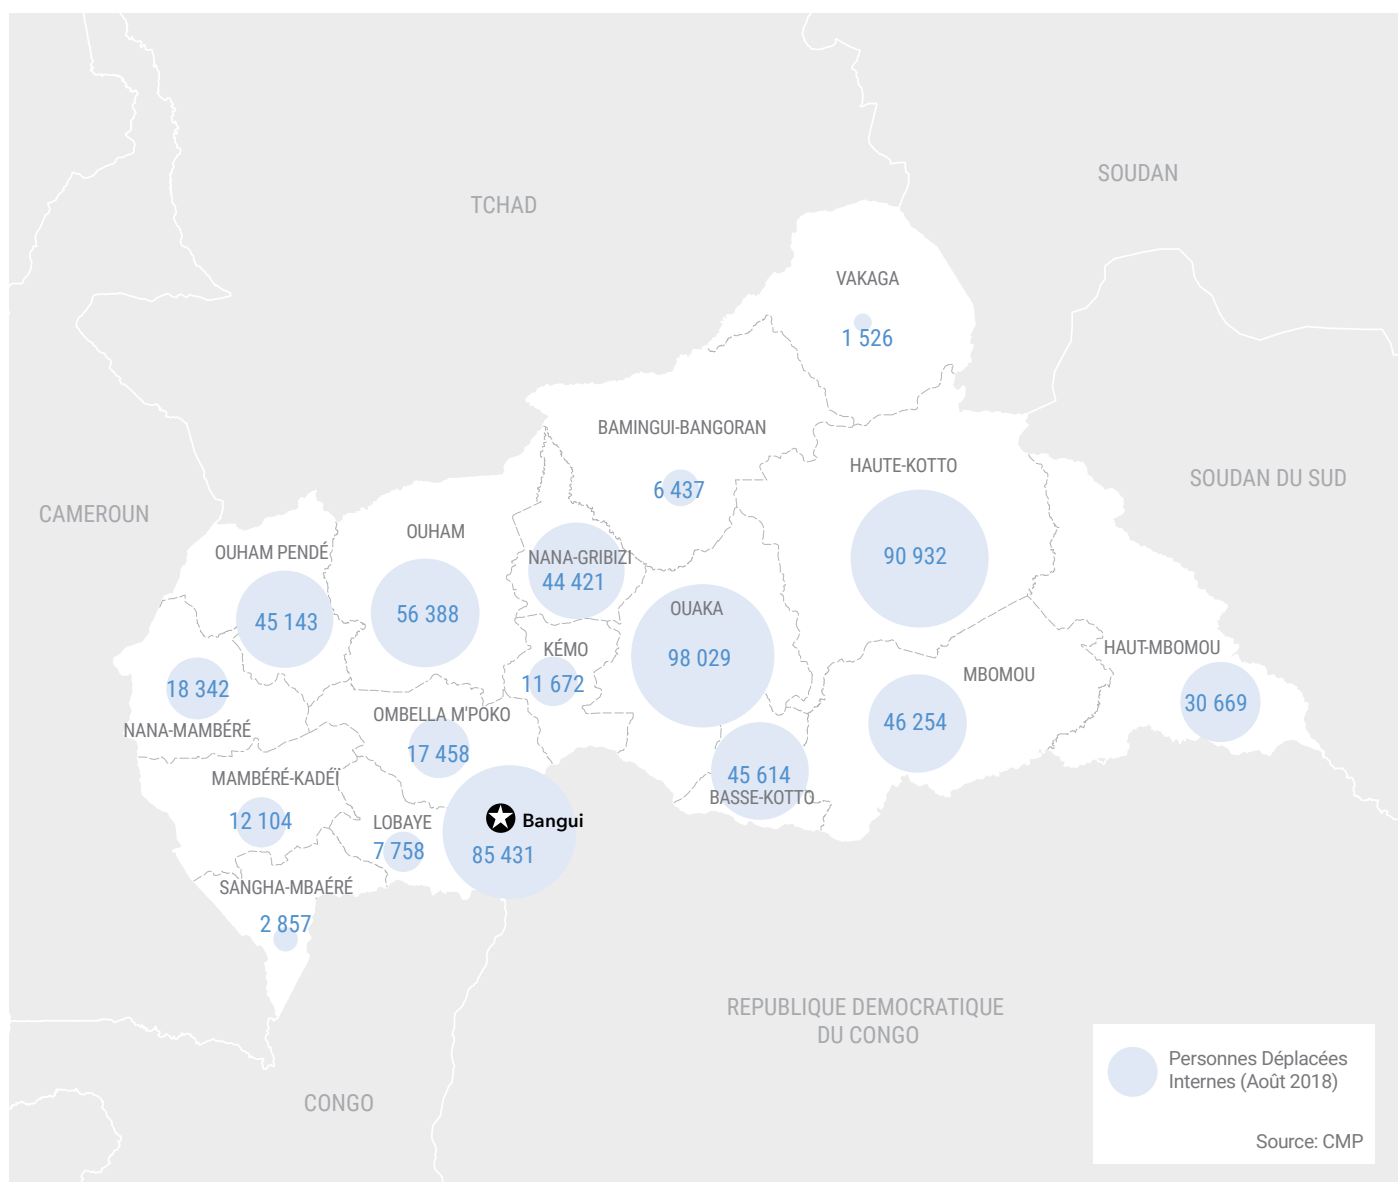 SOUDAN
TCHAD
VAKAGA
1 526
BAMINGUI-BANGORAN
6 437
HAUTE-KOTTO
90 932
SOUDAN DU SUD
CAMEROUN
OUHAM PENDÉ
45 143
OUHAM
56 388
NANA-GRIBIZI
44 421
OUAKA
98 029
KÉMO
11 672
HAUT-MBOMOU
30 669
MBOMOU
46 254
18 342
NANA-MAMBÉRÉ
OMBELLA M'POKO
17 458
45 614
BASSE-KOTTO
MAMBÉRÉ-KADÉÏ
12 104
LOBAYE
7 758
Bangui
85 431
SANGHA-MBAÉRÉ
2 857
REPUBLIQUE DEMOCRATIQUE
DU CONGO
CONGO
Personnes Déplacées
Internes (Août 2018)
Source: CMP